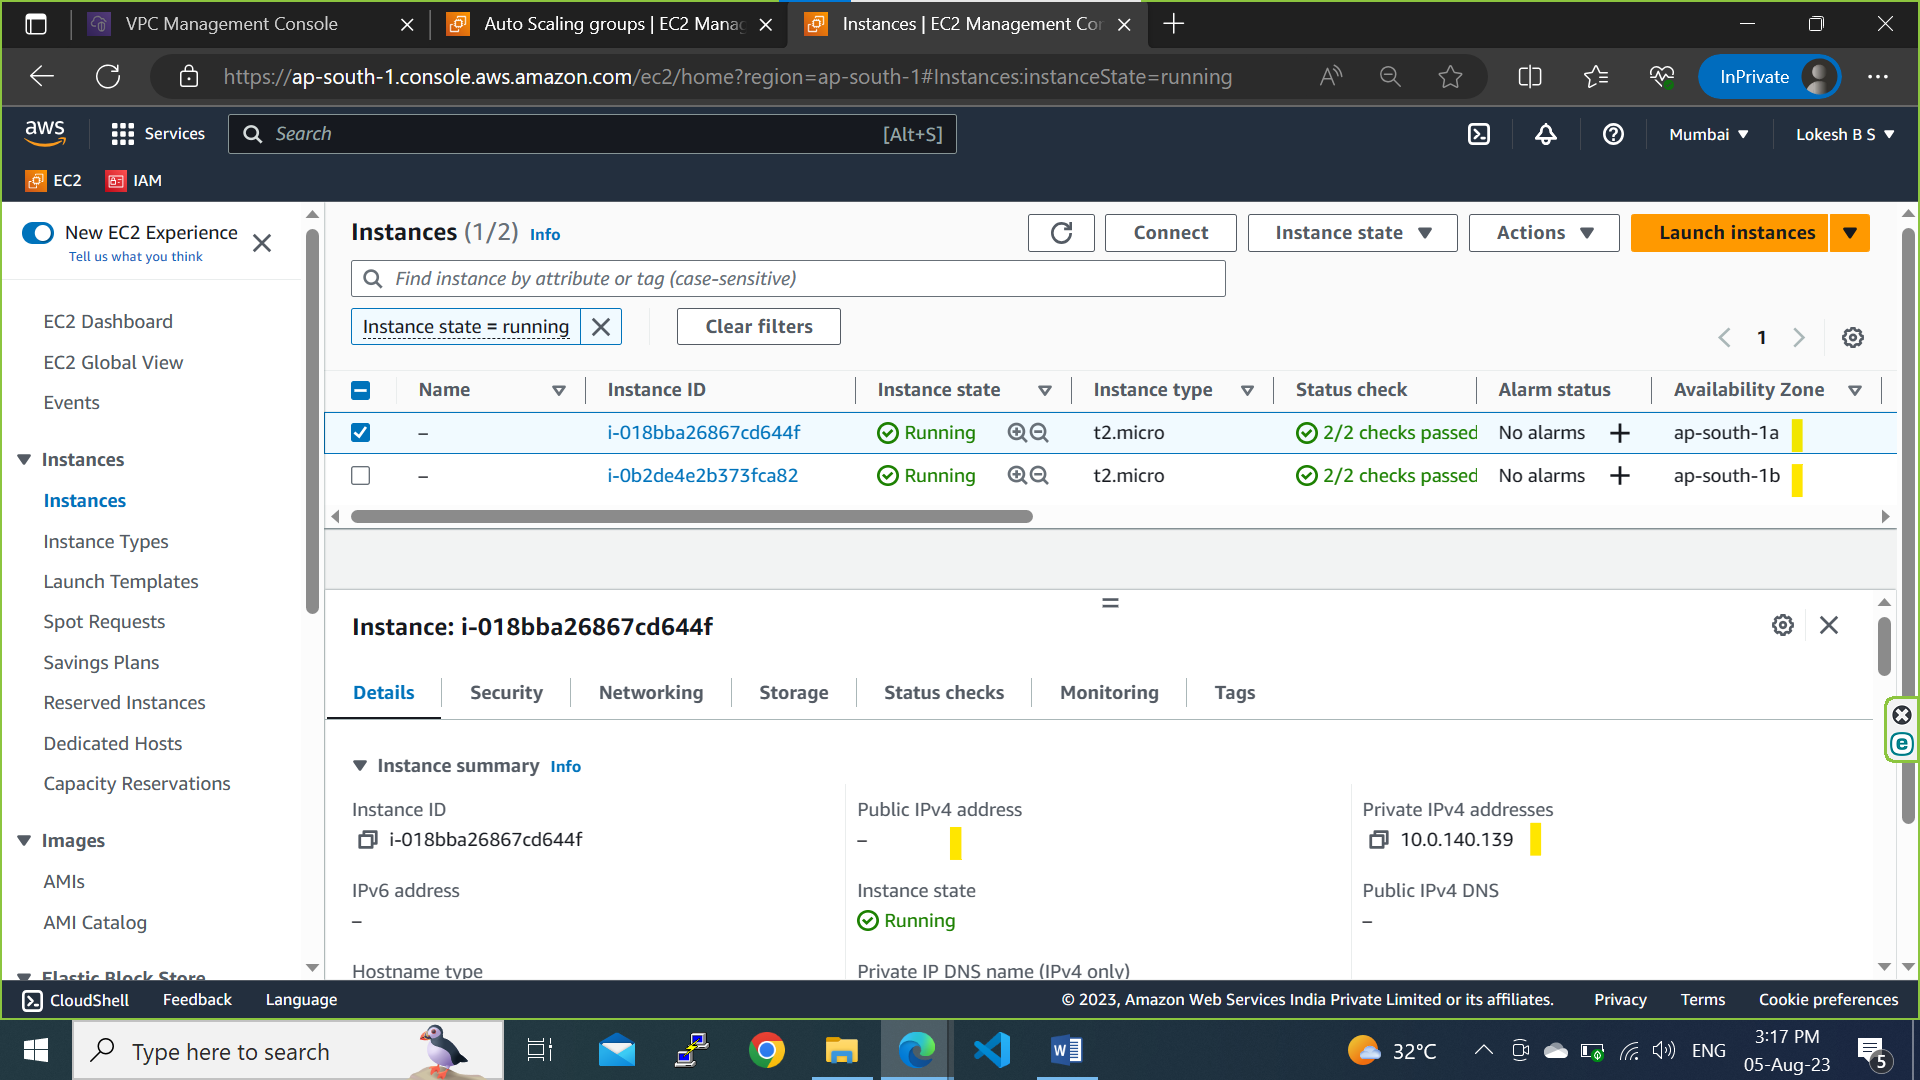 VPC Management Console
Auto Scaling groups | EC2 Manag
Instances | EC2 Management Con
https://ap-south-1.console.aws.amazon.com/ec2/home?region=ap-south-1#Instances:instanceState=running
InPrivate
aws
Services
Search
[Alt+S]
Mumbai
Lokesh B S
EC2
IAM
New EC2 Experience
Tell us what you think
EC2 Dashboard
EC2 Global View
Events
Instances
Instances
Instance Types
Launch Templates
Spot Requests
Savings Plans
Reserved Instances
Dedicated Hosts
Capacity Reservations
Images
AMIs
AMI Catalog
Elastic Block Store
Instances (1/2) Info
Connect
Instance state
Actions
Launch instances
Find instance by attribute or tag (case-sensitive)
Instance state = running
Clear filters
1
Name Instance ID Instance state Instance type Status check Alarm status Availability Zone
– i-018bba26867cd644f Running t2.micro 2/2 checks passed No alarms + ap-south-1a
– i-0b2de4e2b373fca82 Running t2.micro 2/2 checks passed No alarms + ap-south-1b
Instance: i-018bba26867cd644f
Details Security Networking Storage Status checks Monitoring Tags
Instance summary Info
Instance ID
i-018bba26867cd644f
Public IPv4 address
–
Private IPv4 addresses
10.0.140.139
IPv6 address
–
Instance state
Running
Public IPv4 DNS
–
Hostname type
Private IP DNS name (IPv4 only)
CloudShell Feedback Language
© 2023, Amazon Web Services India Private Limited or its affiliates. Privacy Terms Cookie preferences
Type here to search
32°C
ENG
3:17 PM
05-Aug-23
5